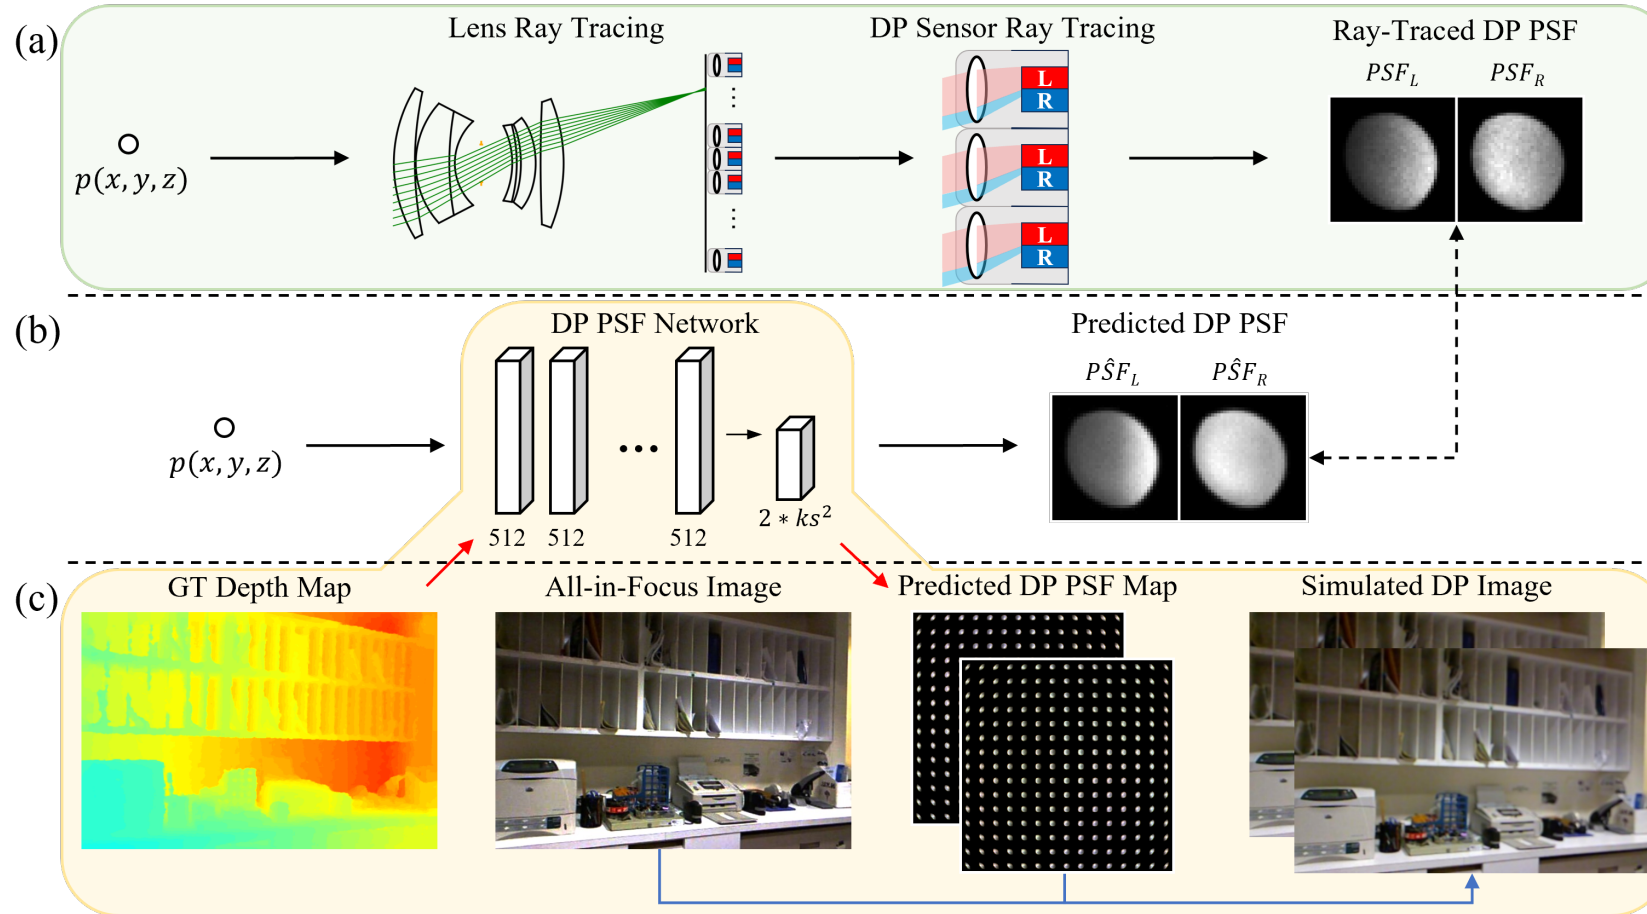 (a)
Lens Ray Tracing
DP Sensor Ray Tracing
Ray-Traced DP PSF
PSF_L
PSF_R
p(x, y, z)
L
R
L
R
L
R
(b)
DP PSF Network
Predicted DP PSF
PŜF_L
PŜF_R
p(x, y, z)
512
512
512
2 * ks²
(c)
GT Depth Map
All-in-Focus Image
Predicted DP PSF Map
Simulated DP Image